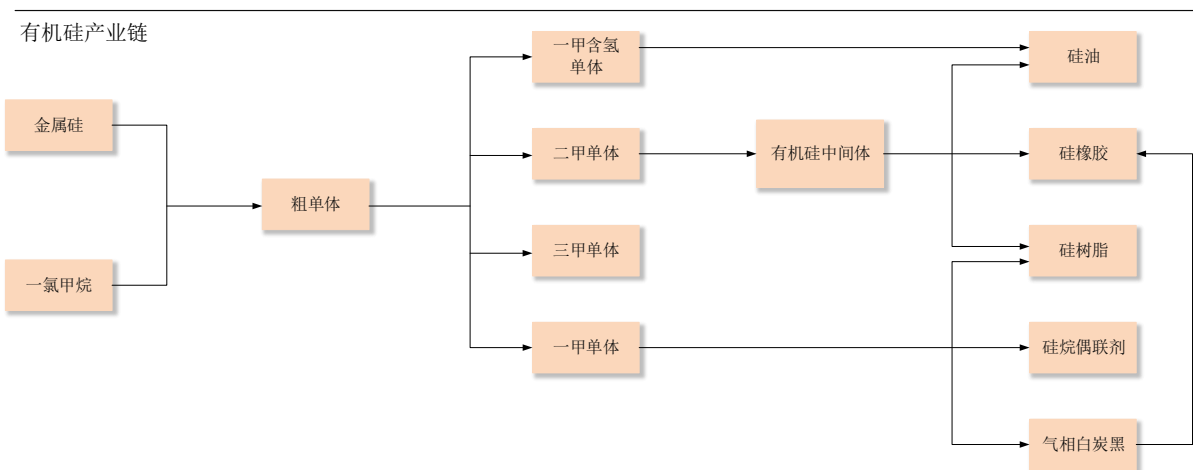 有机硅产业链
金属硅
一氯甲烷
粗单体
一甲含氢
单体
二甲单体
三甲单体
一甲单体
有机硅中间体
硅油
硅橡胶
硅树脂
硅烷偶联剂
气相白炭黑